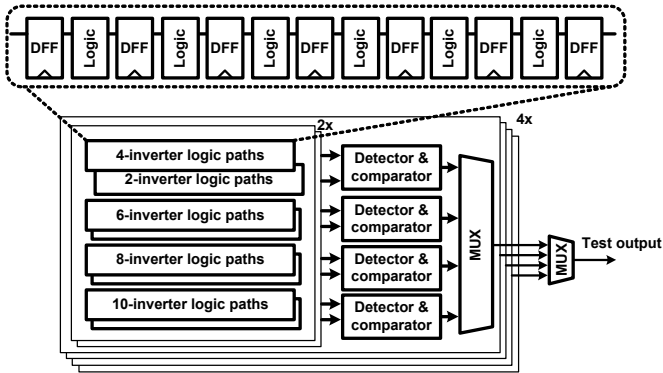 DFF Logic DFF Logic DFF Logic DFF Logic DFF Logic DFF Logic DFF
2x
4x
4-inverter logic paths
2-inverter logic paths
6-inverter logic paths
8-inverter logic paths
10-inverter logic paths
Detector &
comparator
Detector &
comparator
Detector &
comparator
Detector &
comparator
MUX
MUX
Test output